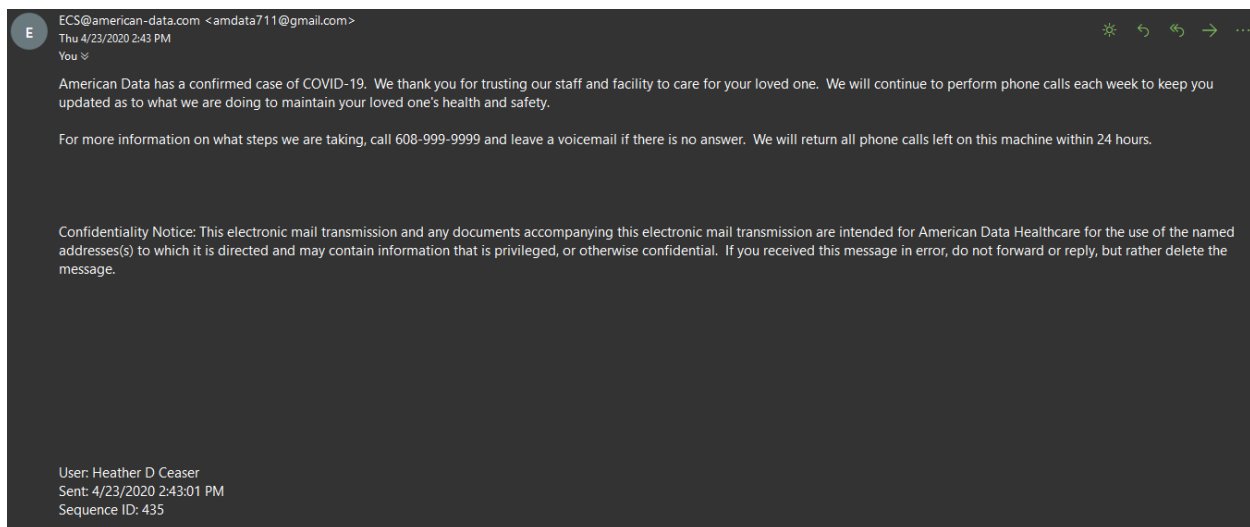 E
ECS@american-data.com <amdata711@gmail.com>
Thu 4/23/2020 2:43 PM
You
American Data has a confirmed case of COVID-19.  We thank you for trusting our staff and facility to care for your loved one.  We will continue to perform phone calls each week to keep you
updated as to what we are doing to maintain your loved one's health and safety.
For more information on what steps we are taking, call 608-999-9999 and leave a voicemail if there is no answer.  We will return all phone calls left on this machine within 24 hours.
Confidentiality Notice: This electronic mail transmission and any documents accompanying this electronic mail transmission are intended for American Data Healthcare for the use of the named
addresses(s) to which it is directed and may contain information that is privileged, or otherwise confidential.  If you received this message in error, do not forward or reply, but rather delete the
message.
User: Heather D Ceaser
Sent: 4/23/2020 2:43:01 PM
Sequence ID: 435